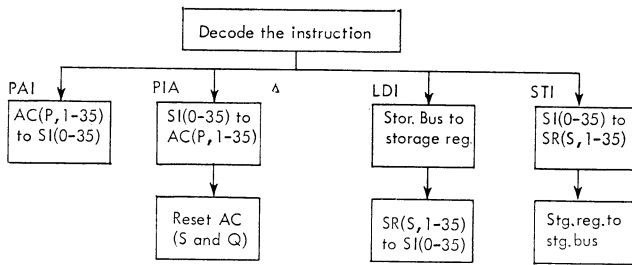 Decode the instruction
PAI
AC(P,1-35)
to SI(0-35)
PIA
SI(0-35) to
AC(P,1-35)
Reset AC
(S and Q)
LDI
Stor. Bus to
storage reg.
SR(S,1-35)
to SI(0-35)
STI
SI(0-35) to
SR(S,1-35)
Stg.reg.to
stg.bus